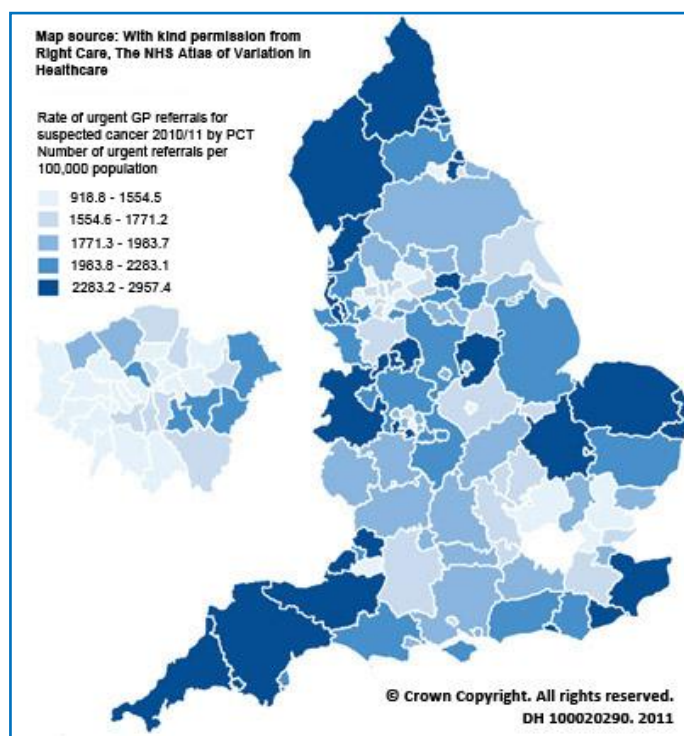 Map source: With kind permission from
Right Care, The NHS Atlas of Variation in
Healthcare
Rate of urgent GP referrals for
suspected cancer 2010/11 by PCT
Number of urgent referrals per
100,000 population
918.8 - 1554.5
1554.6 - 1771.2
1771.3 - 1983.7
1983.8 - 2283.1
2283.2 - 2957.4
© Crown Copyright. All rights reserved.
DH 100020290. 2011